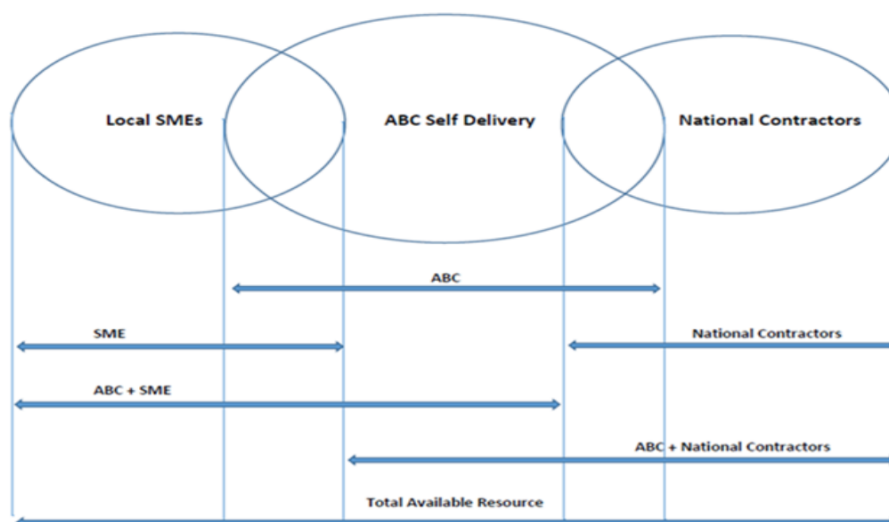 Local SMEs
ABC Self Delivery
National Contractors
ABC
SME
National Contractors
ABC + SME
ABC + National Contractors
Total Available Resource